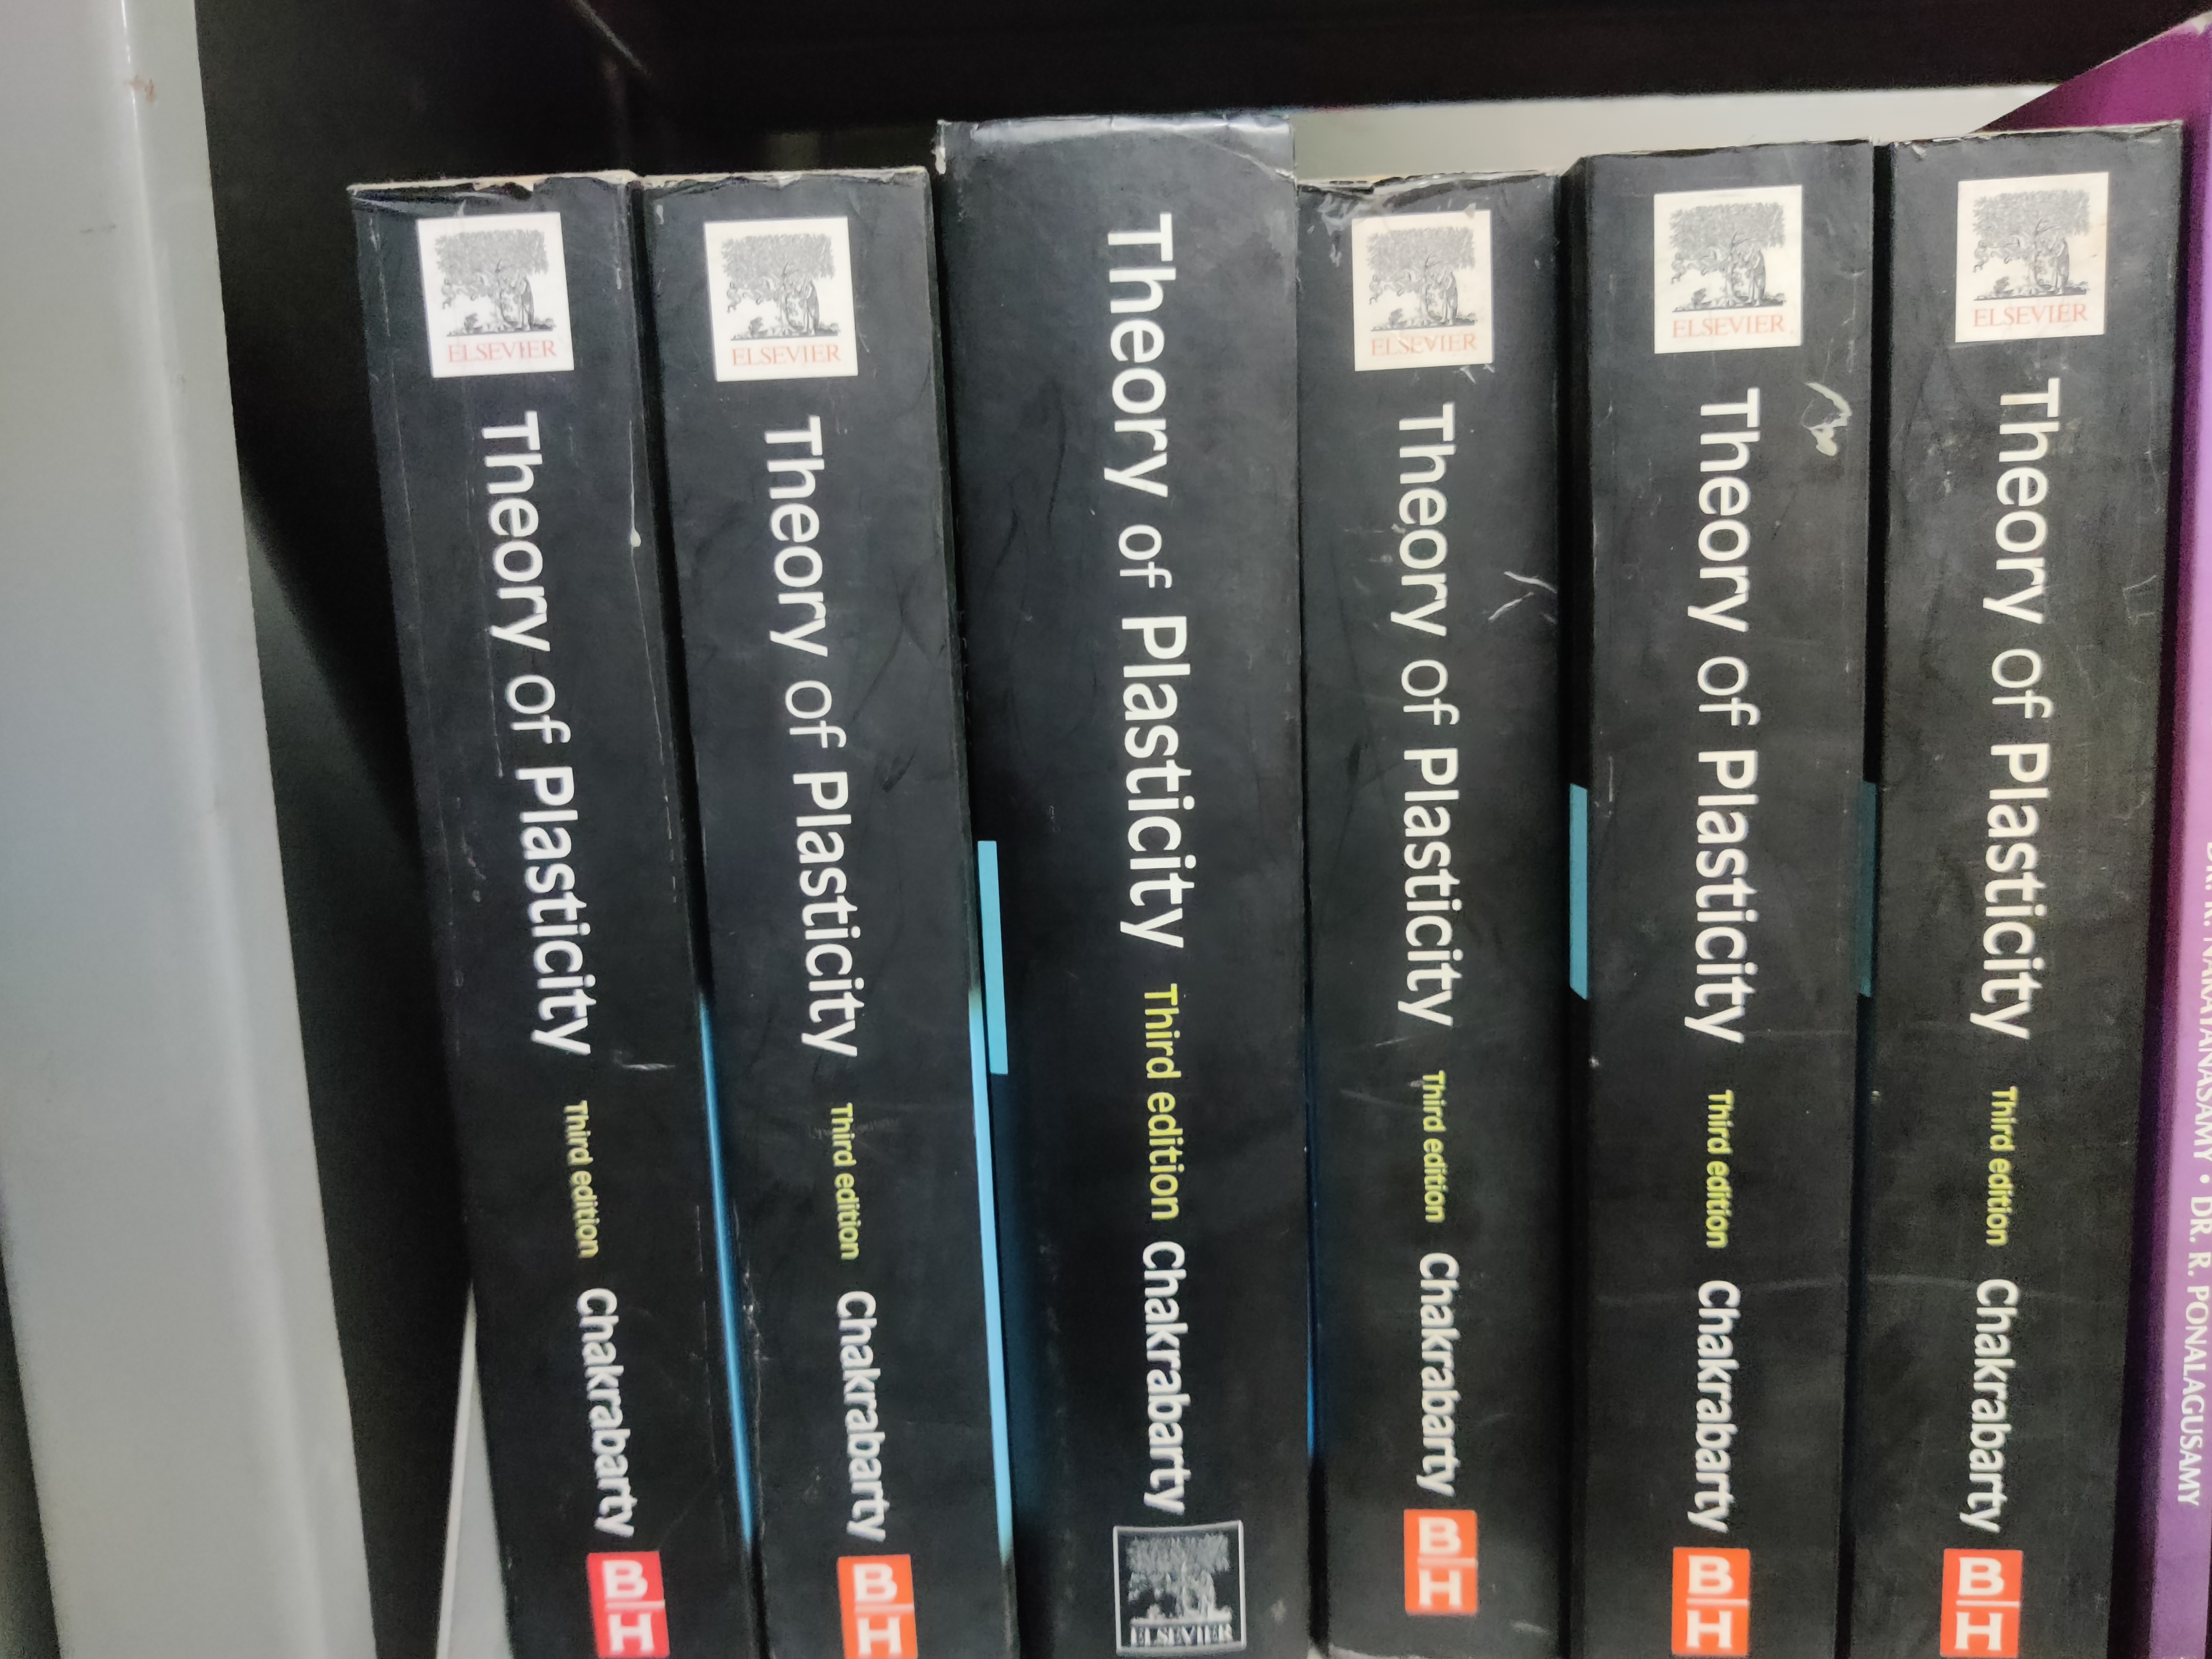 ELSEVIER
Theory of Plasticity Third edition Chakrabarty
B H
ELSEVIER
Theory of Plasticity Third edition Chakrabarty
B H
Theory of Plasticity Third edition Chakrabarty
ELSEVIER
ELSEVIER
Theory of Plasticity Third edition Chakrabarty
B H
ELSEVIER
Theory of Plasticity Third edition Chakrabarty
B H
ELSEVIER
Theory of Plasticity Third edition Chakrabarty
B H
DR. R. NARAYANASAMY • DR. R. PONALAGUSAMY